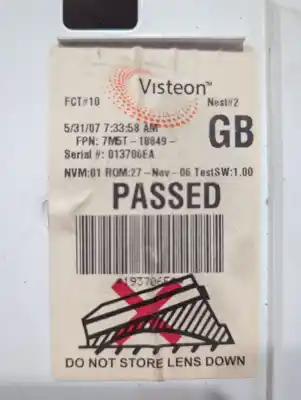 Visteon™
FCT#10 Nest#2
5/31/07 7:33:58 AM
GB
FPN: 7M5T-10849-
Serial #: 013706EA
NVM:01 ROM:27-Nov-06 TestSW:1.00
PASSED
DO NOT STORE LENS DOWN